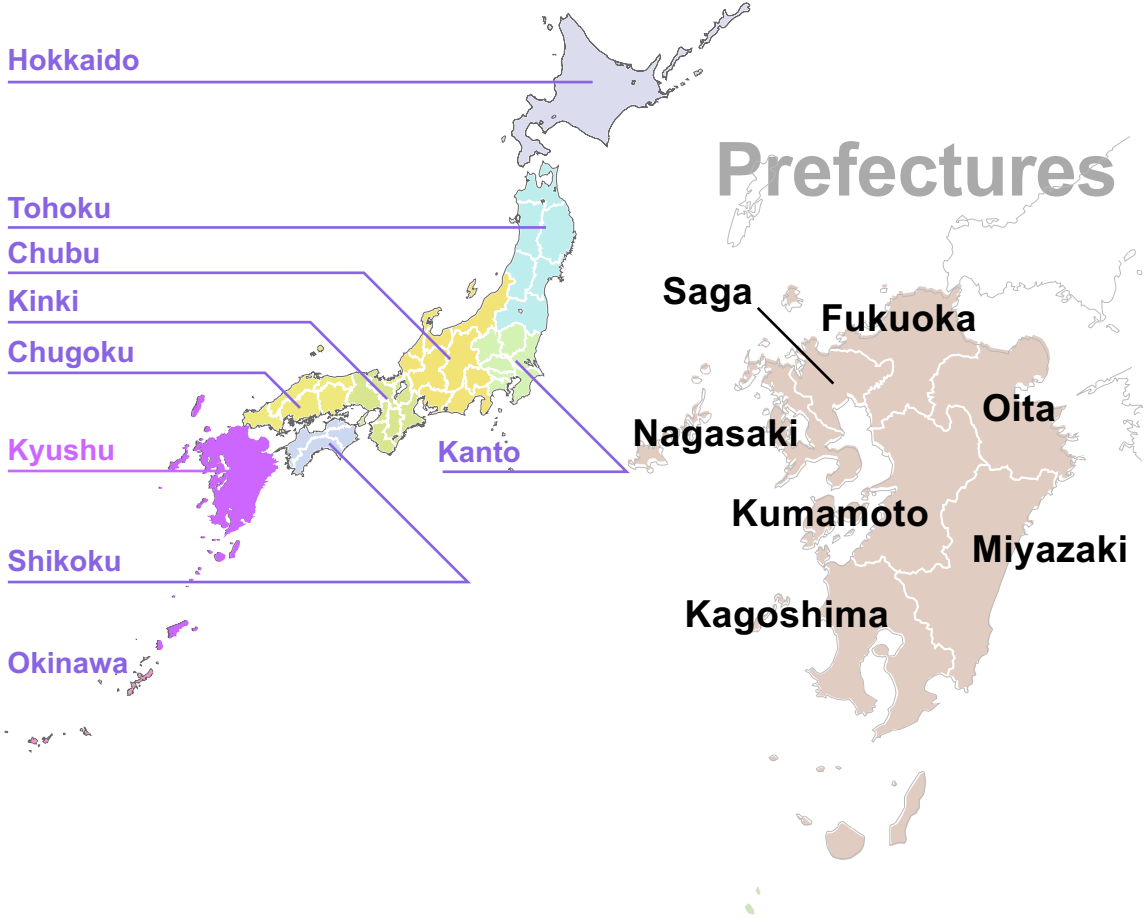 Hokkaido
Tohoku
Chubu
Kinki
Chugoku
Kyushu
Kanto
Shikoku
Okinawa
Prefectures
Saga
Fukuoka
Oita
Nagasaki
Kumamoto
Miyazaki
Kagoshima